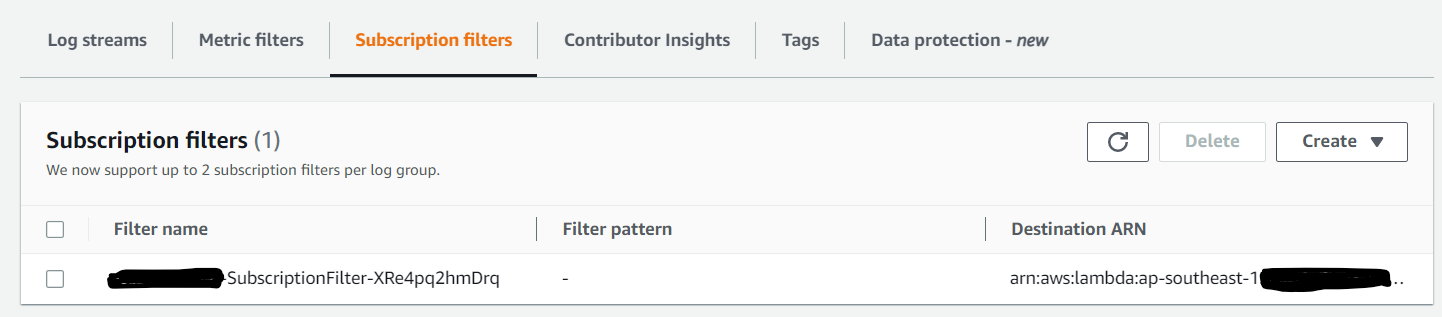 Log streams Metric filters Subscription filters Contributor Insights Tags Data protection - new
Subscription filters (1)
Delete Create
We now support up to 2 subscription filters per log group.
Filter name Filter pattern Destination ARN
-SubscriptionFilter-XRe4pq2hmDrq - arn:aws:lambda:ap-southeast-1 ...